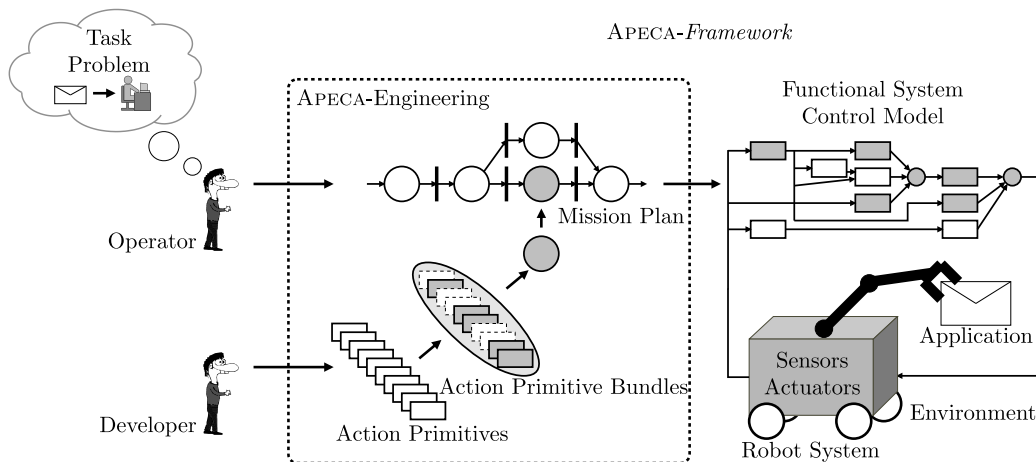 APECA-Framework
Task
Problem
APECA-Engineering
Functional System
Control Model
Mission Plan
Operator
Application
Sensors
Actuators
Action Primitive Bundles
Environment
Developer
Action Primitives
Robot System